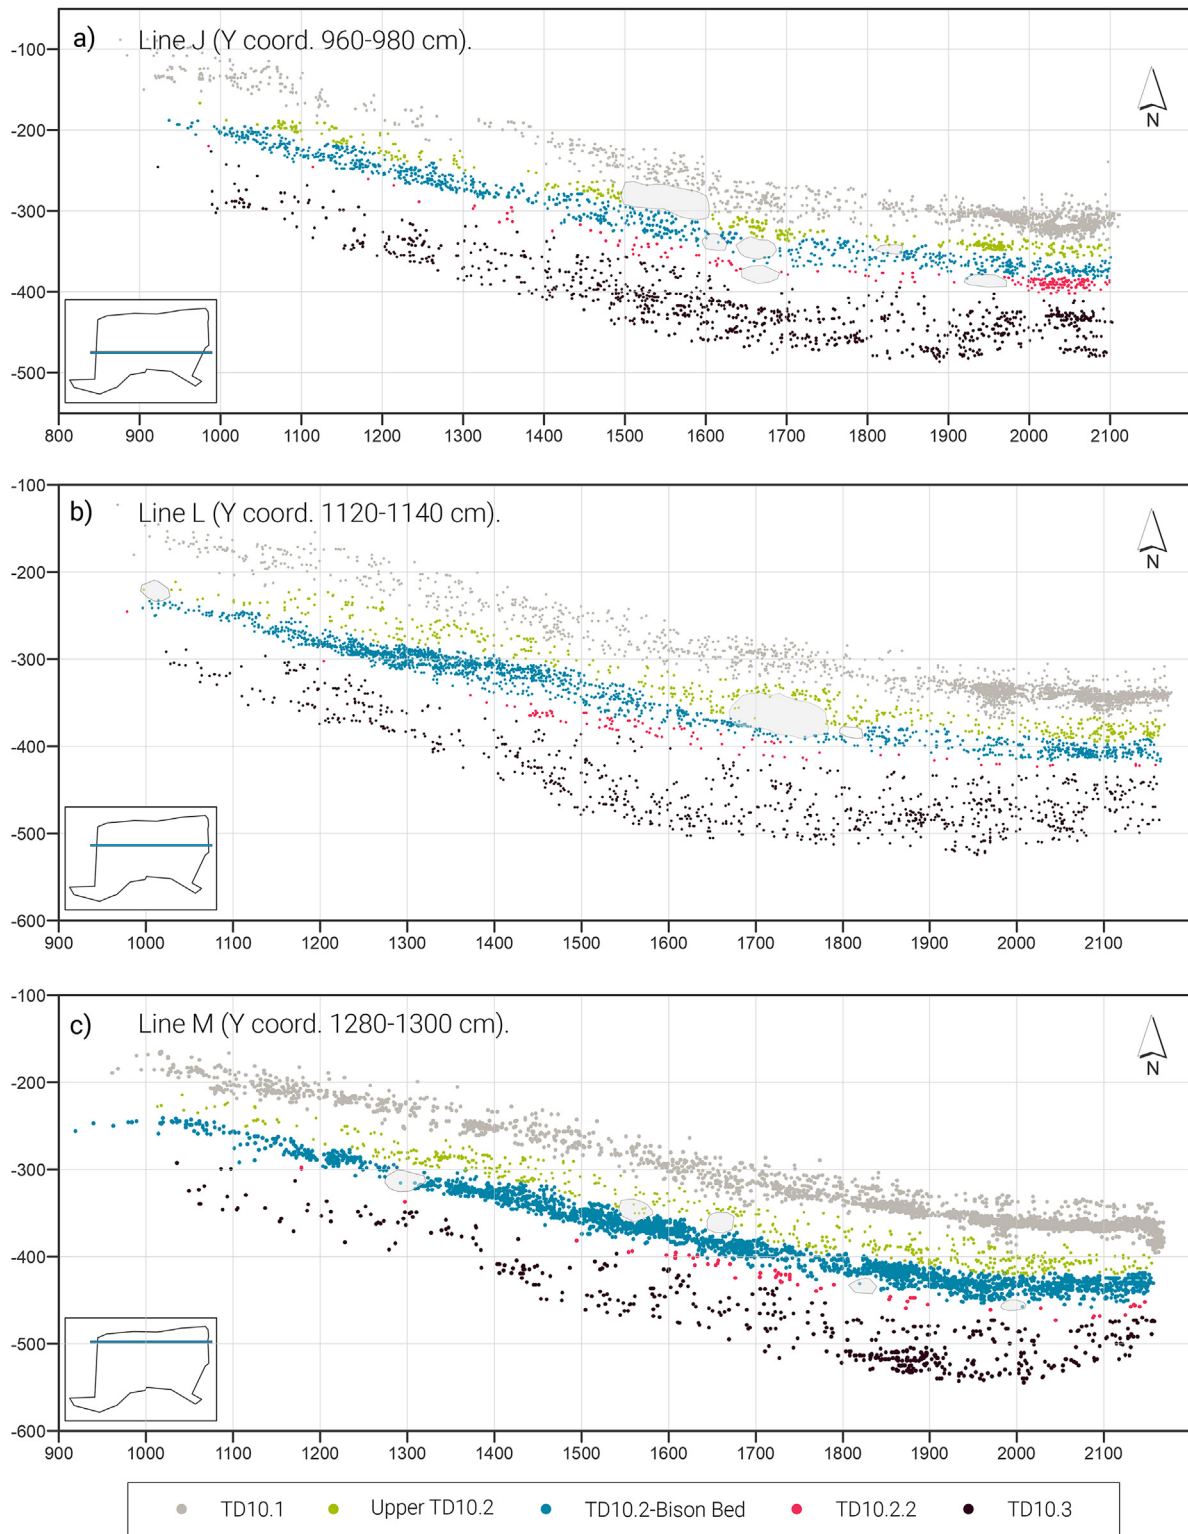 a)
Line J (Y coord. 960-980 cm).
N
-100
-200
-300
-400
-500
800 900 1000 1100 1200 1300 1400 1500 1600 1700 1800 1900 2000 2100
b)
Line L (Y coord. 1120-1140 cm).
N
-100
-200
-300
-400
-500
-600
900 1000 1100 1200 1300 1400 1500 1600 1700 1800 1900 2000 2100
c)
Line M (Y coord. 1280-1300 cm).
N
-100
-200
-300
-400
-500
-600
900 1000 1100 1200 1300 1400 1500 1600 1700 1800 1900 2000 2100
TD10.1 Upper TD10.2 TD10.2-Bison Bed TD10.2.2 TD10.3